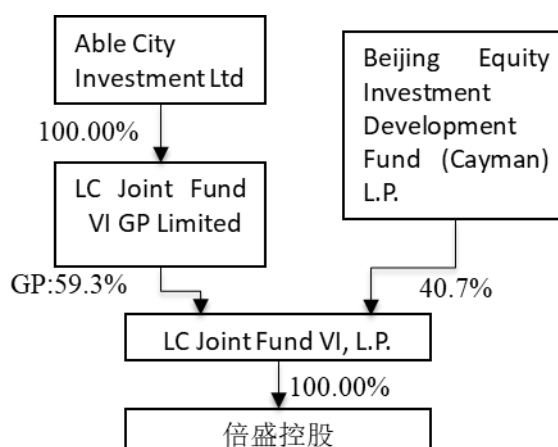 Able City
Investment Ltd
Beijing Equity
Investment
Development
Fund (Cayman)
L.P.
100.00%
LC Joint Fund
VI GP Limited
GP:59.3%
40.7%
LC Joint Fund VI, L.P.
100.00%
倍盛控股